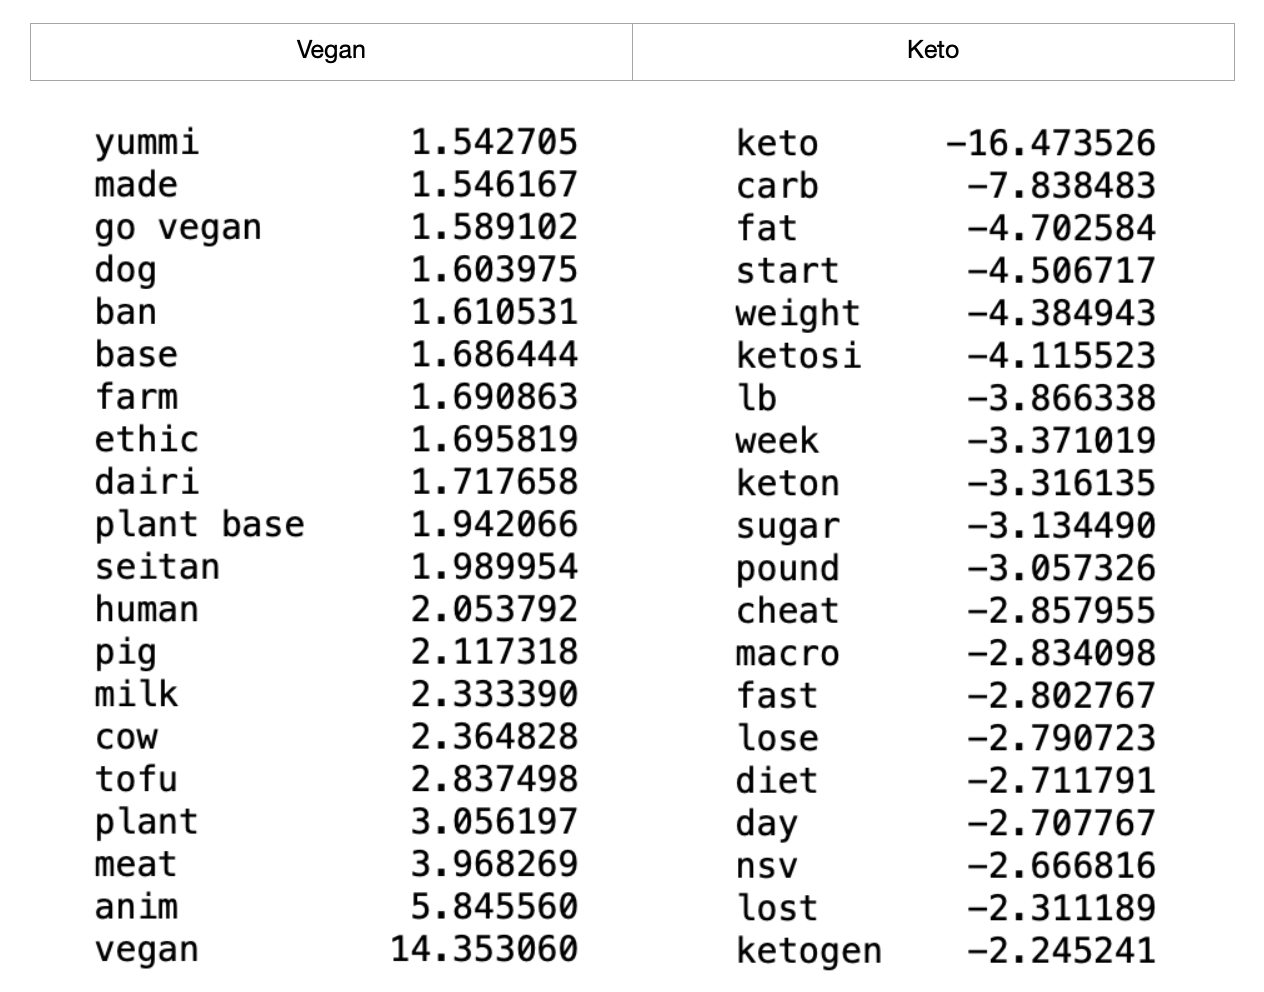 Vegan Keto
yummi 1.542705 keto −16.473526
made 1.546167 carb −7.838483
go vegan 1.589102 fat −4.702584
dog 1.603975 start −4.506717
ban 1.610531 weight −4.384943
base 1.686444 ketosi −4.115523
farm 1.690863 lb −3.866338
ethic 1.695819 week −3.371019
dairi 1.717658 keton −3.316135
plant base 1.942066 sugar −3.134490
seitan 1.989954 pound −3.057326
human 2.053792 cheat −2.857955
pig 2.117318 macro −2.834098
milk 2.333390 fast −2.802767
cow 2.364828 lose −2.790723
tofu 2.837498 diet −2.711791
plant 3.056197 day −2.707767
meat 3.968269 nsv −2.666816
anim 5.845560 lost −2.311189
vegan 14.353060 ketogen −2.245241